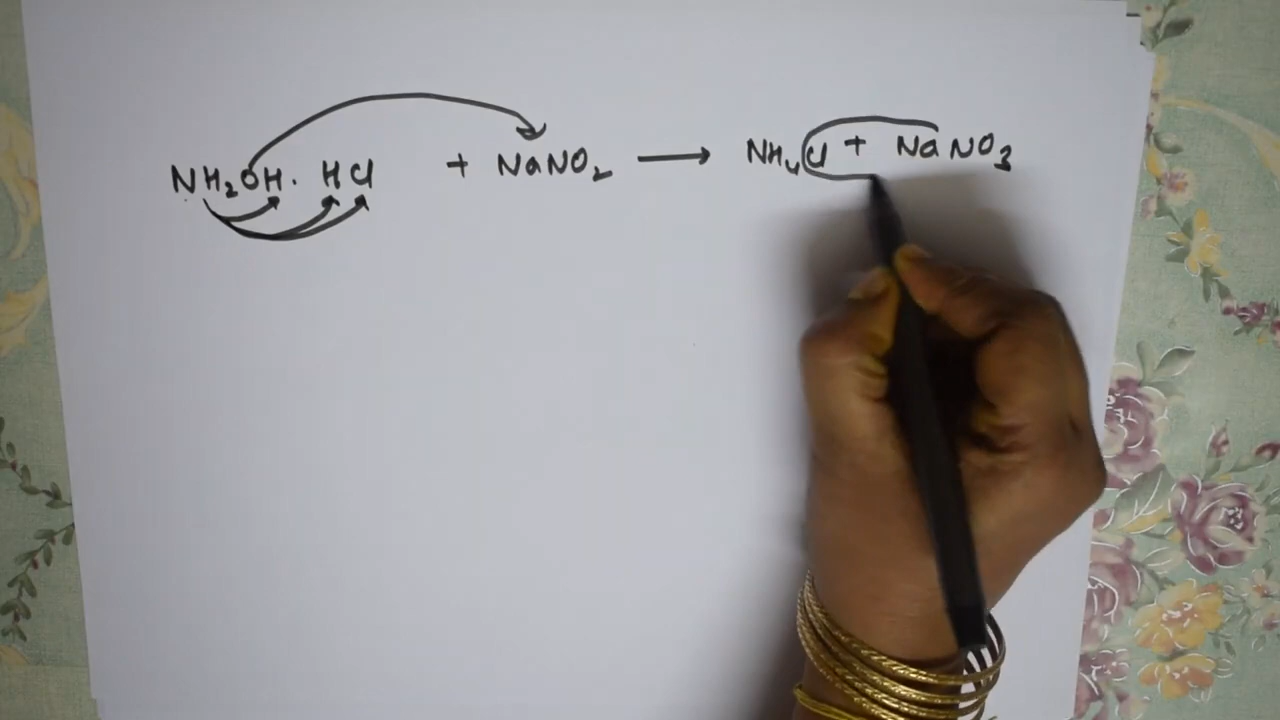 NH₂OH. HCl + NaNO₂ ⟶ NH₄Cl + NaNO₃